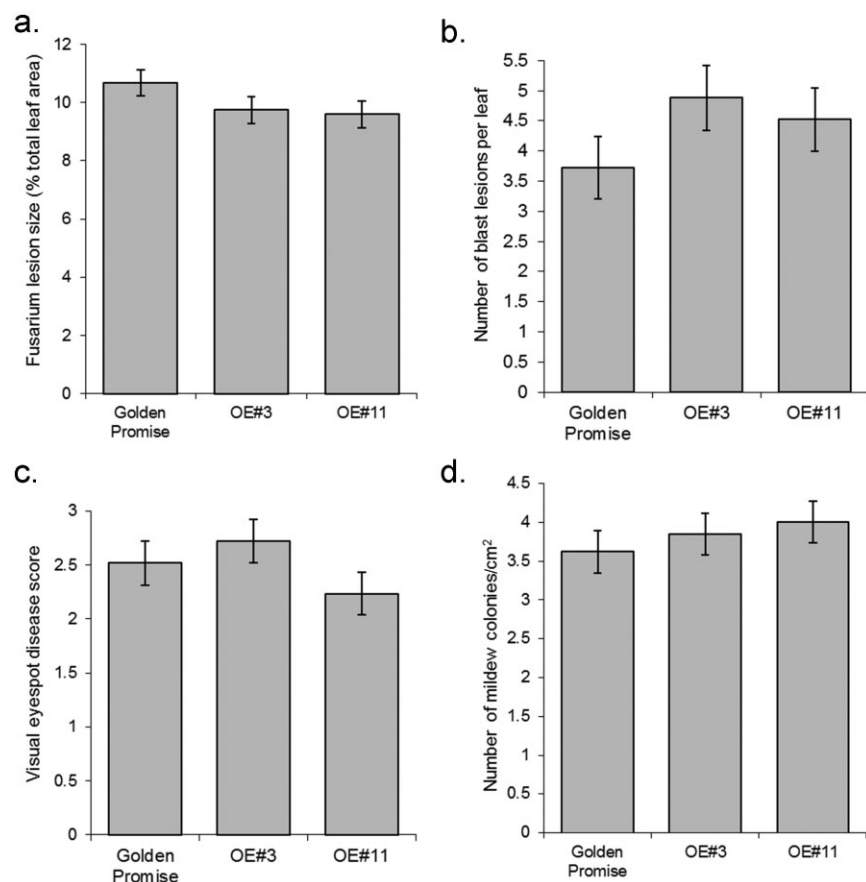 a.
Fusarium lesion size (% total leaf area)
12
10
8
6
4
2
0
Golden
Promise
OE#3
OE#11
b.
Number of blast lesions per leaf
5.5
5
4.5
4
3.5
3
2.5
2
1.5
1
0.5
0
Golden
Promise
OE#3
OE#11
c.
Visual eyespot disease score
3
2.5
2
1.5
1
0.5
0
Golden
Promise
OE#3
OE#11
d.
Number of mildew colonies/cm²
4.5
4
3.5
3
2.5
2
1.5
1
0.5
0
Golden
Promise
OE#3
OE#11